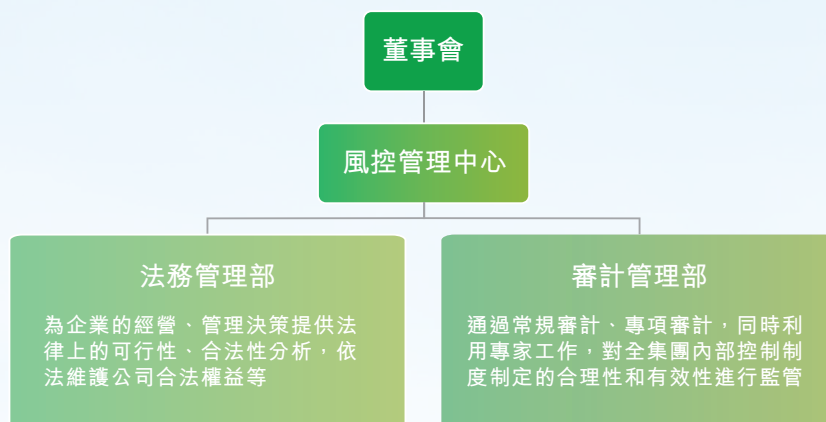 董事會
風控管理中心
法務管理部
為企業的經營、管理決策提供法
律上的可行性、合法性分析，依
法維護公司合法權益等
審計管理部
通過常規審計、專項審計，同時利
用專家工作，對全集團內部控制制
度制定的合理性和有效性進行監管